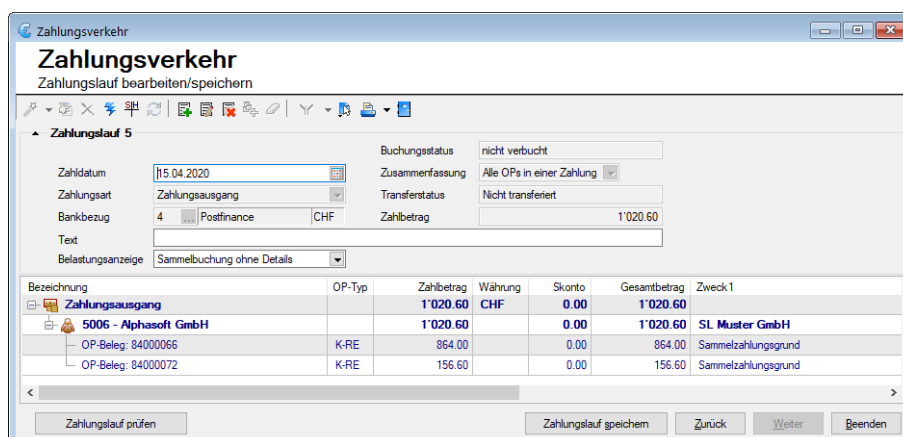 Zahlungsverkehr
Zahlungsverkehr
Zahlungslauf bearbeiten/speichern
Zahlungslauf 5
Buchungsstatus nicht verbucht
Zahldatum 15.04.2020 Zusammenfassung Alle OPs in einer Zahlung
Zahlungsart Zahlungsausgang Transferstatus Nicht transferiert
Bankbezug 4 ... Postfinance CHF Zahlbetrag 1'020.60
Text
Belastungsanzeige Sammelbuchung ohne Details
Bezeichnung OP-Typ Zahlbetrag Währung Skonto Gesamtbetrag Zweck1
Zahlungsausgang 1'020.60 CHF 0.00 1'020.60
5006 - Alphasoft GmbH 1'020.60 0.00 1'020.60 SL Muster GmbH
OP-Beleg: 84000066 K-RE 864.00 0.00 864.00 Sammelzahlungsgrund
OP-Beleg: 84000072 K-RE 156.60 0.00 156.60 Sammelzahlungsgrund
Zahlungslauf prüfen Zahlungslauf speichern Zurück Weiter Beenden